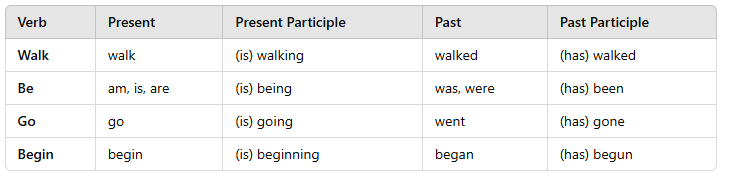 Verb Present Present Participle Past Past Participle
Walk walk (is) walking walked (has) walked
Be am, is, are (is) being was, were (has) been
Go go (is) going went (has) gone
Begin begin (is) beginning began (has) begun